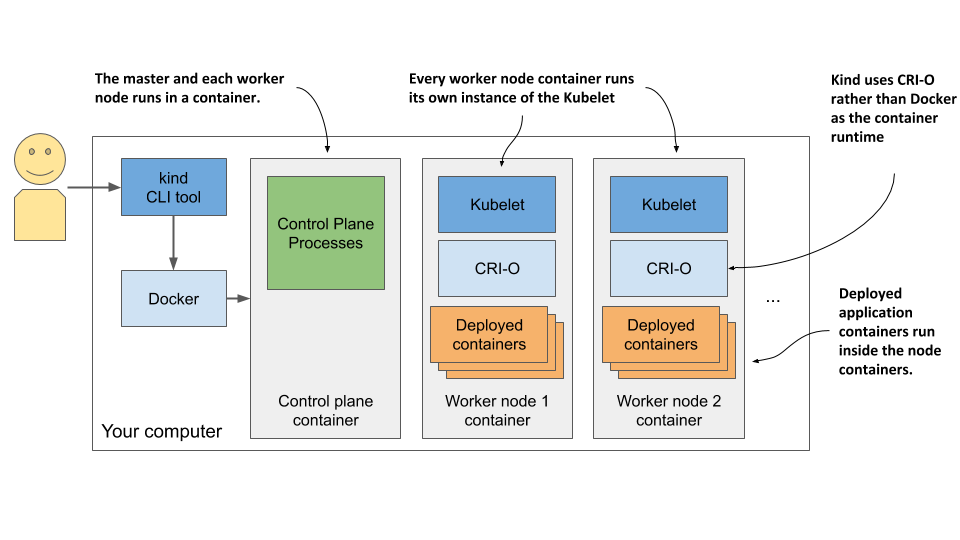 The master and each worker
node runs in a container.
Every worker node container runs
its own instance of the Kubelet
Kind uses CRI-O
rather than Docker
as the container
runtime
kind
CLI tool
Docker
Your computer
Control Plane
Processes
Control plane
container
Kubelet
CRI-O
Deployed
containers
Worker node 1
container
Kubelet
CRI-O
Deployed
containers
Worker node 2
container
...
Deployed
application
containers run
inside the node
containers.